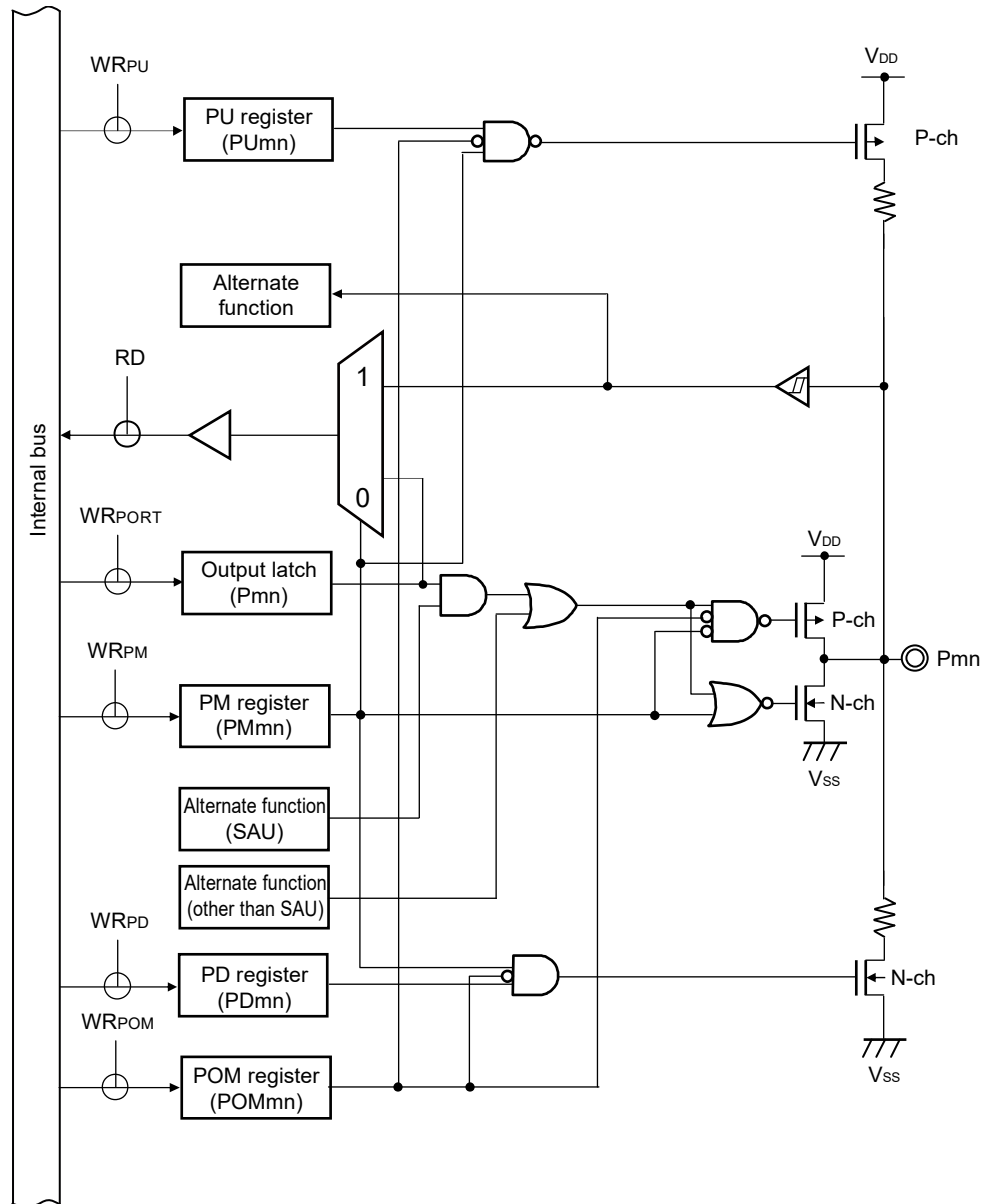 WRPU
PU register
(PUmn)
VDD
P-ch
Alternate
function
RD
1
0
Internal bus
WRPORT
Output latch
(Pmn)
VDD
P-ch
Pmn
WRPM
PM register
(PMmn)
N-ch
VSS
Alternate function
(SAU)
Alternate function
(other than SAU)
WRPD
PD register
(PDmn)
N-ch
WRPOM
POM register
(POMmn)
VSS